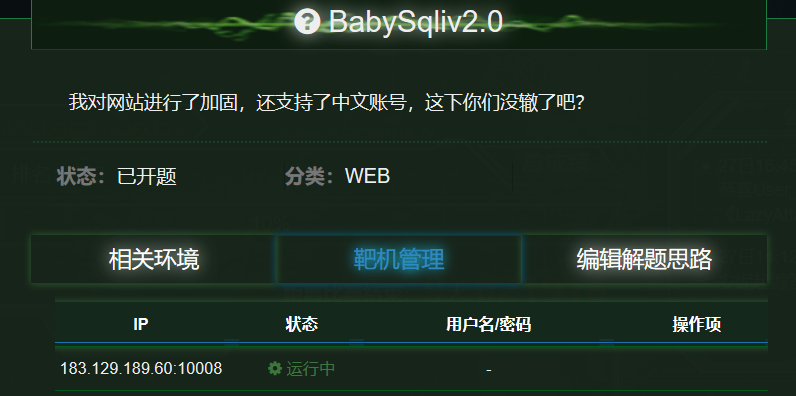 BabySqliv2.0
我对网站进行了加固，还支持了中文账号，这下你们没辙了吧？
状态：已开题 分类：WEB
相关环境 靶机管理 编辑解题思路
IP 状态 用户名/密码 操作项
183.129.189.60:10008 运行中 -